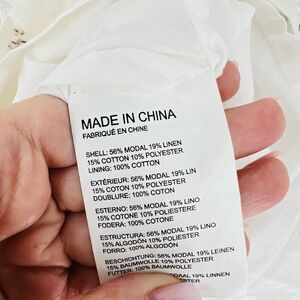 MADE IN CHINA
FABRIQUÉ EN CHINE
SHELL: 56% MODAL 19% LINEN
15% COTTON 10% POLYESTER
LINING: 100% COTTON
EXTÉRIEUR: 56% MODAL 19% LIN
15% COTON 10% POLYESTER
DOUBLURE: 100% COTON
ESTERNO: 56% MODAL 19% LINO
15% COTONE 10% POLIESTERE
FODERA: 100% COTONE
ESTRUCTURA: 56% MODAL 19% LINO
15% ALGODÓN 10% POLIÉSTER
FORRO: 100% ALGODÓN
BESCHICHTUNG: 56% MODAL 19% LEINEN
15% BAUMWOLLE 10% POLYESTER
FUTTER: 100% BAUMWOLLE
MODAAL 19% LINNEN